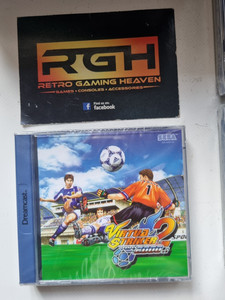 RGH
RETRO GAMING HEAVEN
GAMES | CONSOLES | ACCESSORIES
Find us on
facebook
SEGA
Dreamcast
VIRTUA
STRIKER 2